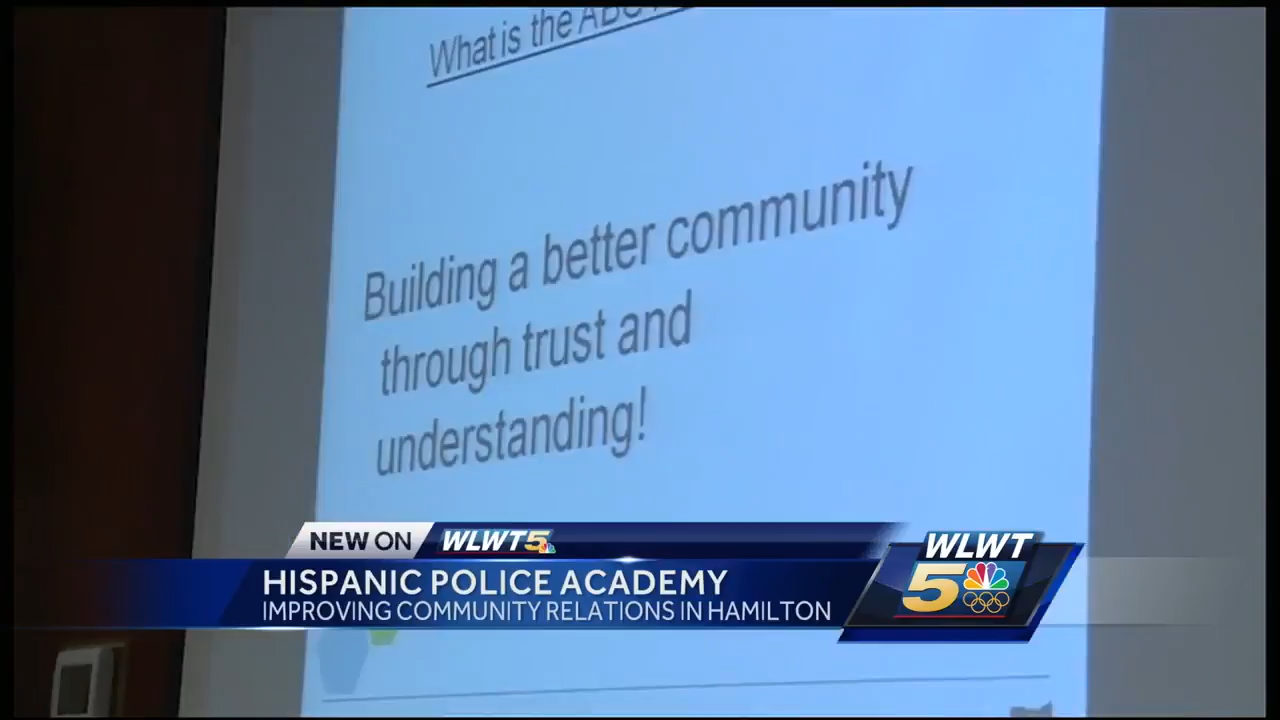 What is the ABC
Building a better community
through trust and
understanding!
NEW ON WLWT5
WLWT
5
HISPANIC POLICE ACADEMY
IMPROVING COMMUNITY RELATIONS IN HAMILTON